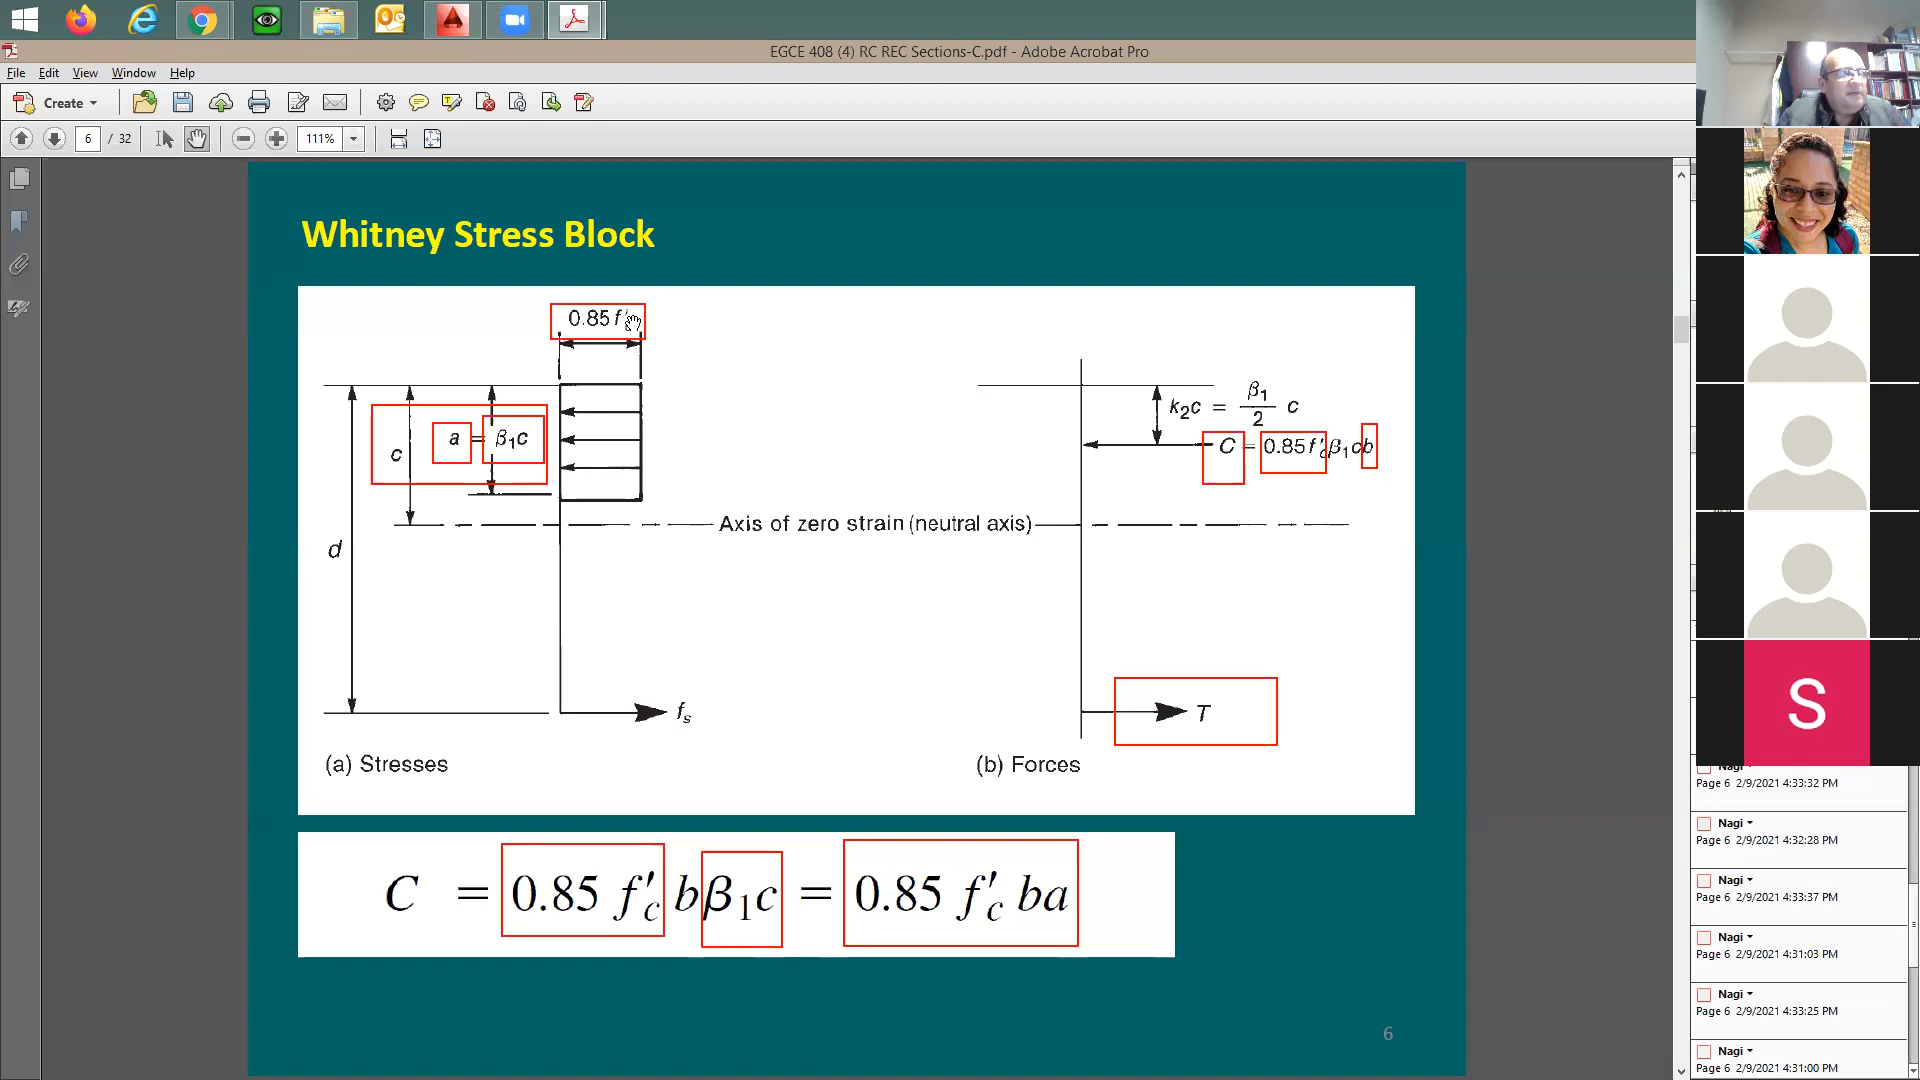 EGCE 408 (4) RC REC Sections-C.pdf - Adobe Acrobat Pro
File Edit View Window Help
Create
6 / 32 111%
Whitney Stress Block
0.85 f'
a = β₁c
c
d
fs
(a) Stresses
Axis of zero strain (neutral axis)
k₂c = β₁/2 c
C = 0.85 f'c β₁cb
T
(b) Forces
C = 0.85 f'c bβ₁c = 0.85 f'c ba
6
S
Nagi
Page 6 2/9/2021 4:33:32 PM
Nagi
Page 6 2/9/2021 4:32:28 PM
Nagi
Page 6 2/9/2021 4:33:37 PM
Nagi
Page 6 2/9/2021 4:31:03 PM
Nagi
Page 6 2/9/2021 4:33:25 PM
Nagi
Page 6 2/9/2021 4:31:00 PM